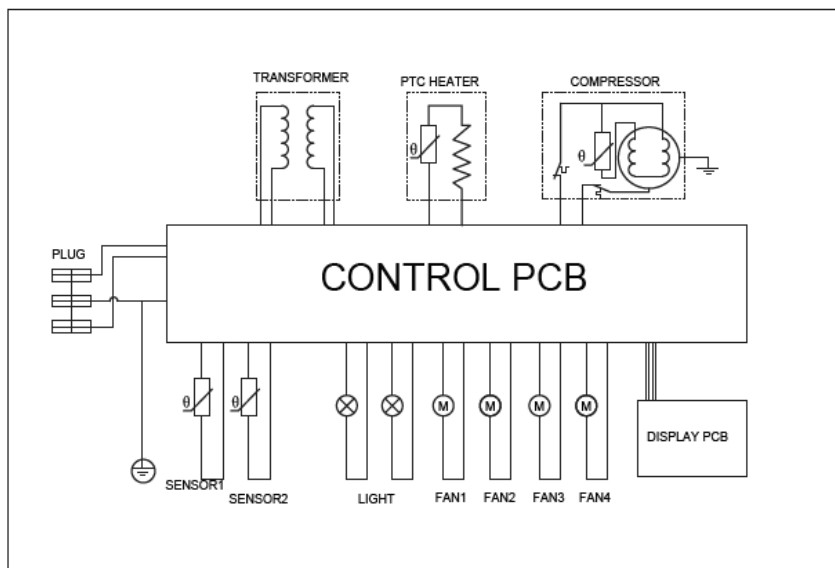 TRANSFORMER
PTC HEATER
COMPRESSOR
θ
θ
PLUG
CONTROL PCB
θ
θ
M
M
M
M
DISPLAY PCB
SENSOR1
SENSOR2
LIGHT
FAN1
FAN2
FAN3
FAN4